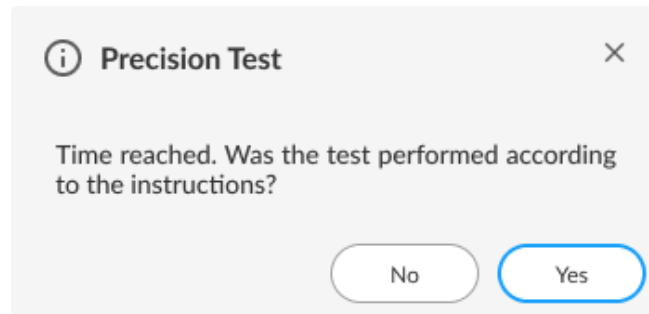 Precision Test
Time reached. Was the test performed according
to the instructions?
No
Yes